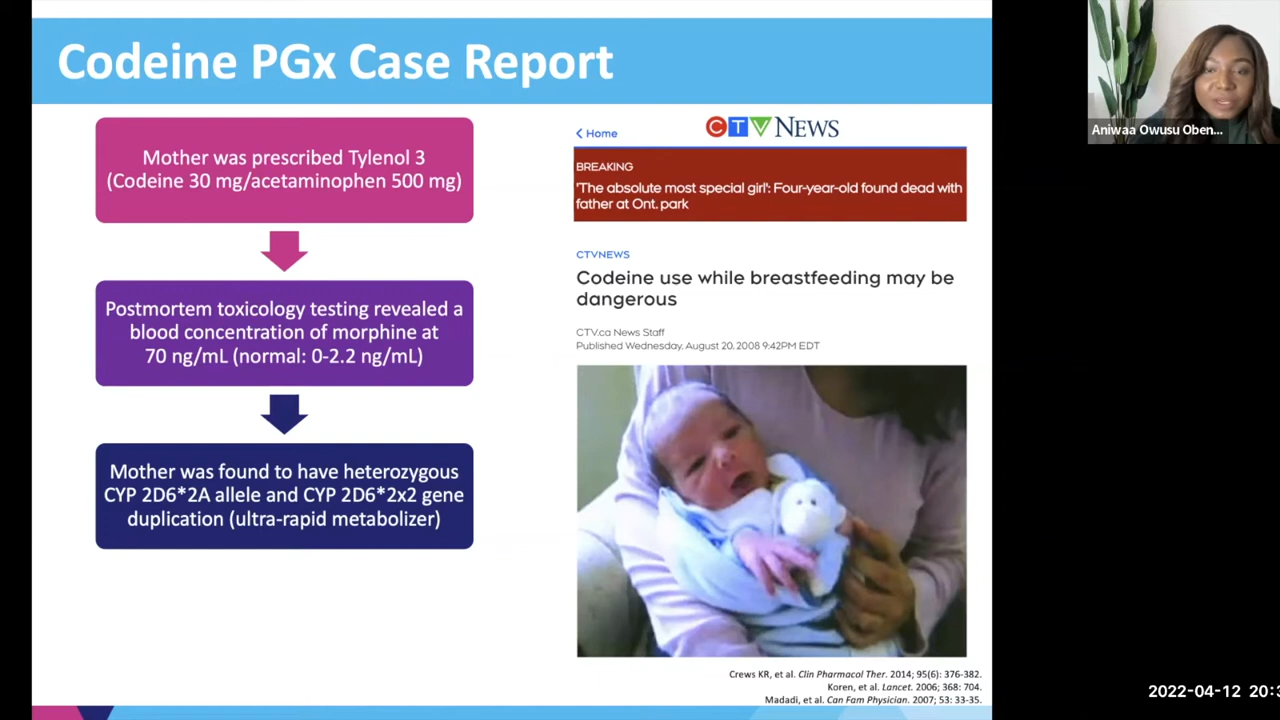 Codeine PGx Case Report
Mother was prescribed Tylenol 3
(Codeine 30 mg/acetaminophen 500 mg)
Postmortem toxicology testing revealed a
blood concentration of morphine at
70 ng/mL (normal: 0-2.2 ng/mL)
Mother was found to have heterozygous
CYP 2D6*2A allele and CYP 2D6*2x2 gene
duplication (ultra-rapid metabolizer)
Home
CTV NEWS
BREAKING
'The absolute most special girl': Four-year-old found dead with
father at Ont. park
CTVNEWS
Codeine use while breastfeeding may be
dangerous
CTV.ca News Staff
Published Wednesday, August 20, 2008 9:42PM EDT
Crews KR, et al. Clin Pharmacol Ther. 2014; 95(6): 376-382.
Koren, et al. Lancet. 2006; 368: 704.
Madadi, et al. Can Fam Physician. 2007; 53: 33-35.
Aniwaa Owusu Oben...
2022-04-12 20:3